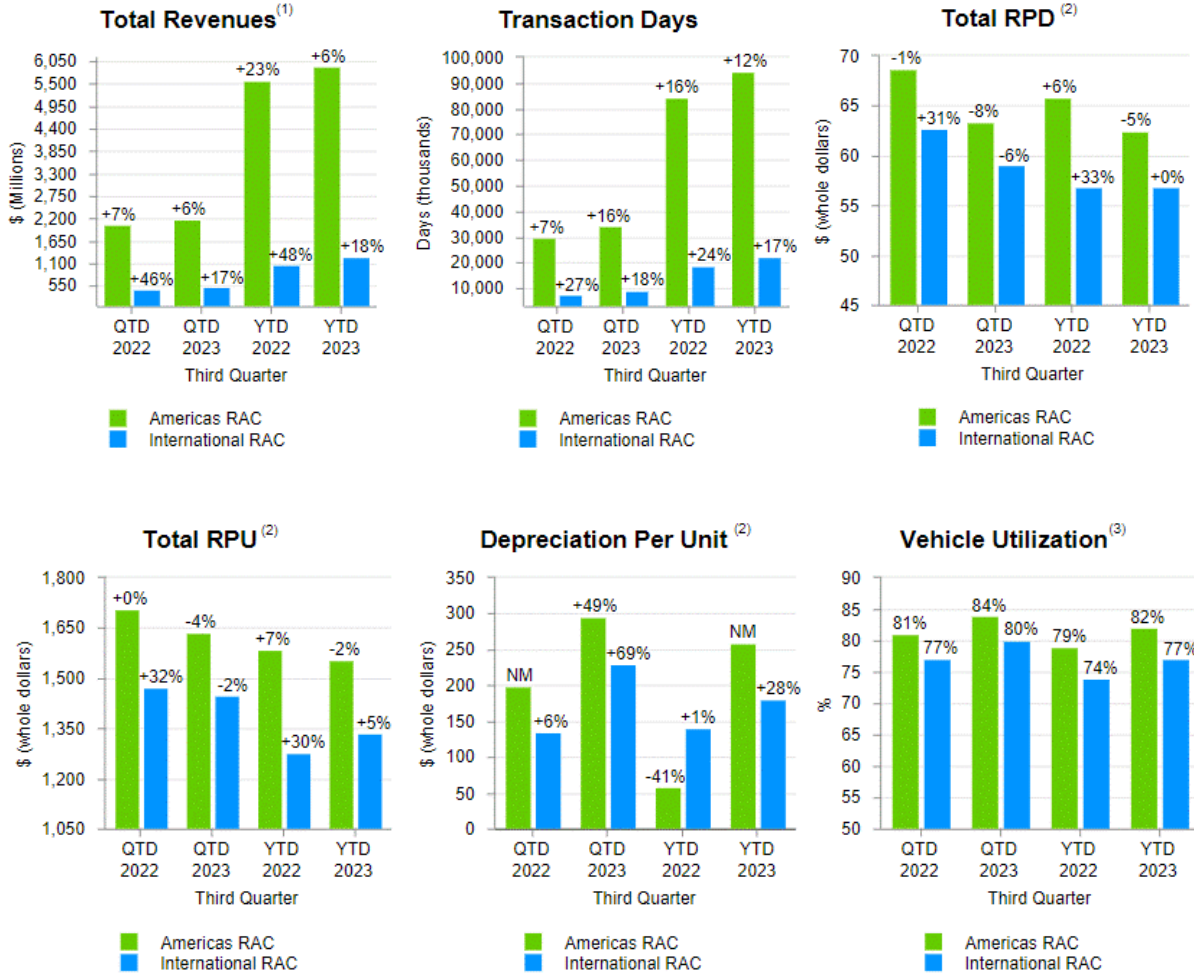 Total Revenues(1)
$ (Millions)
6,050
5,500
4,950
4,400
3,850
3,300
2,750
2,200
1,650
1,100
550
+7%
+46%
+6%
+17%
+23%
+48%
+6%
+18%
QTD 2022
QTD 2023
YTD 2022
YTD 2023
Third Quarter
Americas RAC
International RAC
Transaction Days
Days (thousands)
100,000
90,000
80,000
70,000
60,000
50,000
40,000
30,000
20,000
10,000
+7%
+27%
+16%
+18%
+16%
+24%
+12%
+17%
QTD 2022
QTD 2023
YTD 2022
YTD 2023
Third Quarter
Americas RAC
International RAC
Total RPD (2)
$ (whole dollars)
70
65
60
55
50
45
-1%
+31%
-8%
-6%
+6%
+33%
-5%
+0%
QTD 2022
QTD 2023
YTD 2022
YTD 2023
Third Quarter
Americas RAC
International RAC
Total RPU (2)
$ (whole dollars)
1,800
1,650
1,500
1,350
1,200
1,050
+0%
+32%
-4%
-2%
+7%
+30%
-2%
+5%
QTD 2022
QTD 2023
YTD 2022
YTD 2023
Third Quarter
Americas RAC
International RAC
Depreciation Per Unit (2)
$ (whole dollars)
350
300
250
200
150
100
50
0
NM
+6%
+49%
+69%
-41%
+1%
NM
+28%
QTD 2022
QTD 2023
YTD 2022
YTD 2023
Third Quarter
Americas RAC
International RAC
Vehicle Utilization(3)
%
90
85
80
75
70
65
60
55
50
81%
77%
84%
80%
79%
74%
82%
77%
QTD 2022
QTD 2023
YTD 2022
YTD 2023
Third Quarter
Americas RAC
International RAC